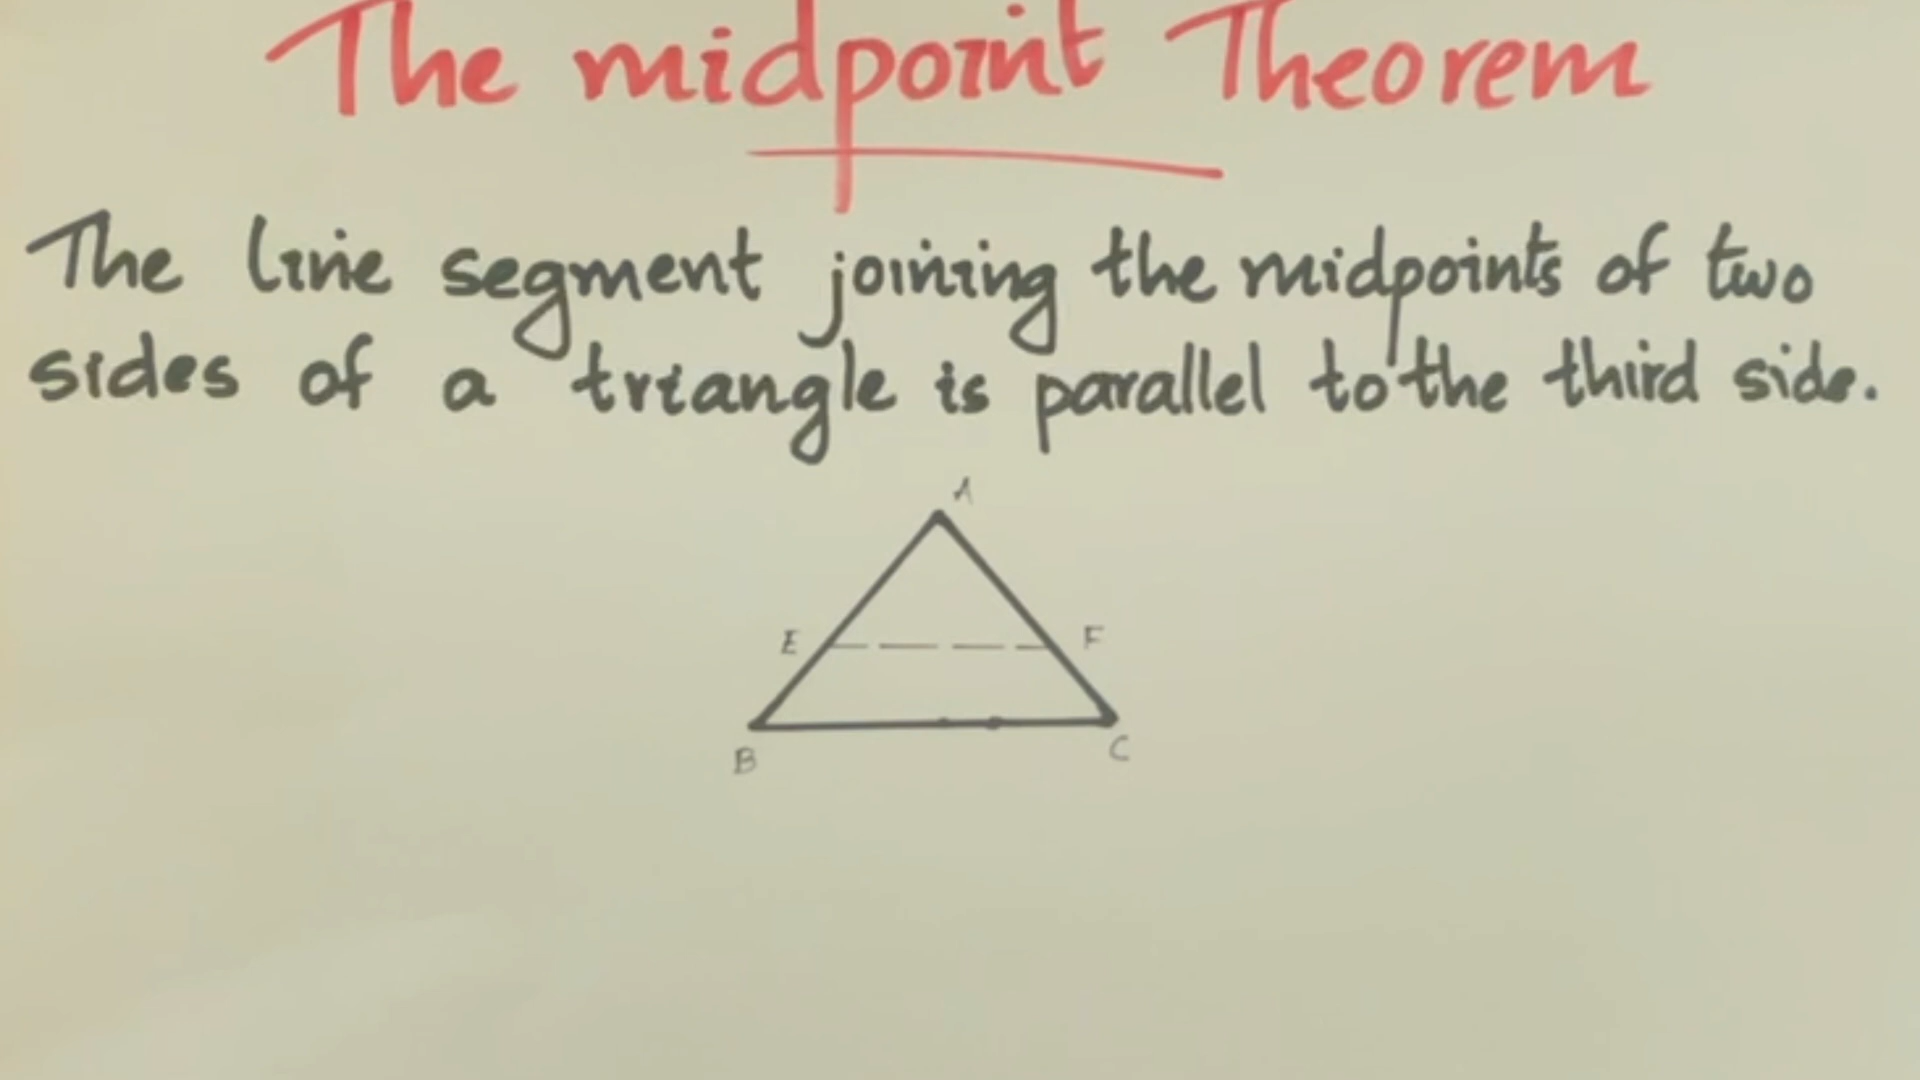 The midpoint Theorem
The line segment joining the midpoints of two
sides of a triangle is parallel to the third side.
A
E F
B C